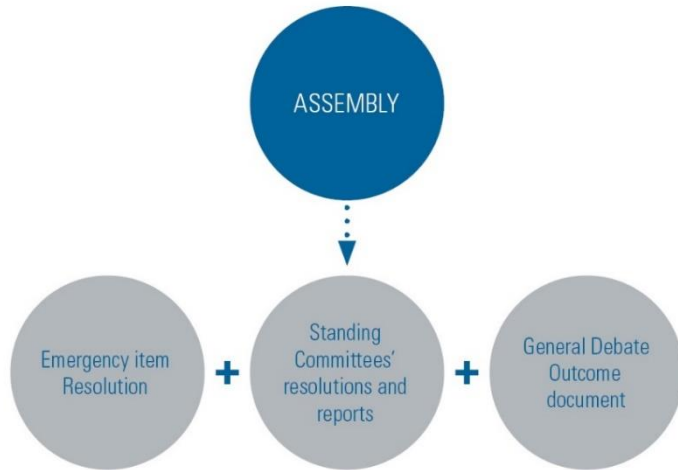 ASSEMBLY
Emergency item
Resolution
+
Standing
Committees’
resolutions and
reports
+
General Debate
Outcome
document